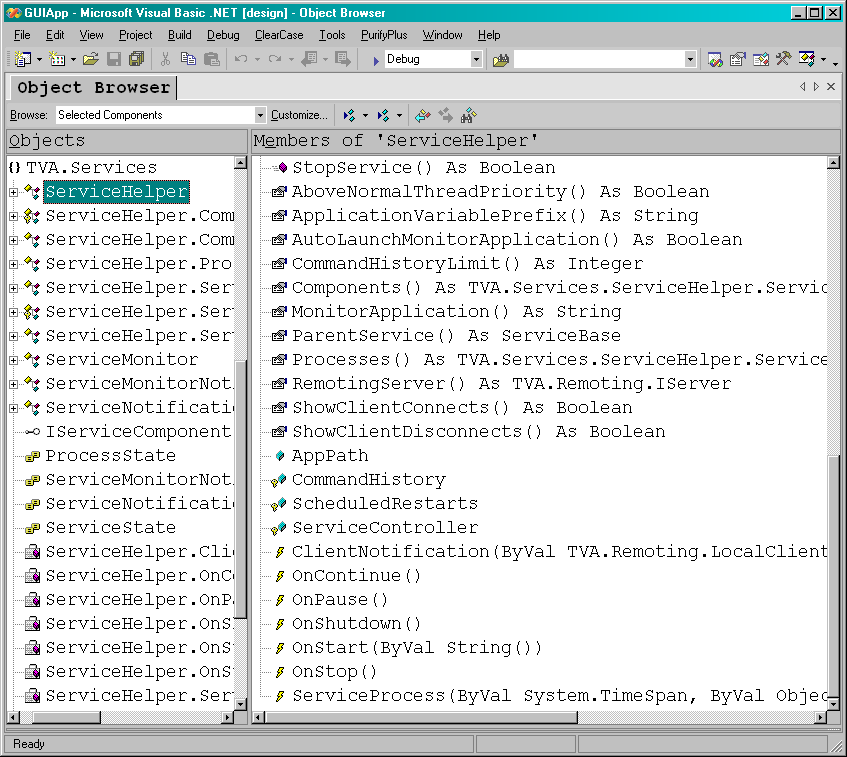 GUIApp - Microsoft Visual Basic .NET [design] - Object Browser
File Edit View Project Build Debug ClearCase Tools PurifyPlus Window Help
Debug
Object Browser
Browse: Selected Components Customize...
Objects
{} TVA.Services
ServiceHelper
ServiceHelper.Com
ServiceHelper.Com
ServiceHelper.Pro
ServiceHelper.Ser
ServiceHelper.Ser
ServiceHelper.Ser
ServiceMonitor
ServiceMonitorNot
ServiceNotificati
IServiceComponent
ProcessState
ServiceMonitorNot
ServiceNotificati
ServiceState
ServiceHelper.Cli
ServiceHelper.OnC
ServiceHelper.OnP
ServiceHelper.OnS
ServiceHelper.OnS
ServiceHelper.OnS
ServiceHelper.Ser
Members of 'ServiceHelper'
StopService() As Boolean
AboveNormalThreadPriority() As Boolean
ApplicationVariablePrefix() As String
AutoLaunchMonitorApplication() As Boolean
CommandHistoryLimit() As Integer
Components() As TVA.Services.ServiceHelper.Servic
MonitorApplication() As String
ParentService() As ServiceBase
Processes() As TVA.Services.ServiceHelper.Service
RemotingServer() As TVA.Remoting.IServer
ShowClientConnects() As Boolean
ShowClientDisconnects() As Boolean
AppPath
CommandHistory
ScheduledRestarts
ServiceController
ClientNotification(ByVal TVA.Remoting.LocalClient
OnContinue()
OnPause()
OnShutdown()
OnStart(ByVal String())
OnStop()
ServiceProcess(ByVal System.TimeSpan, ByVal Objec
Ready